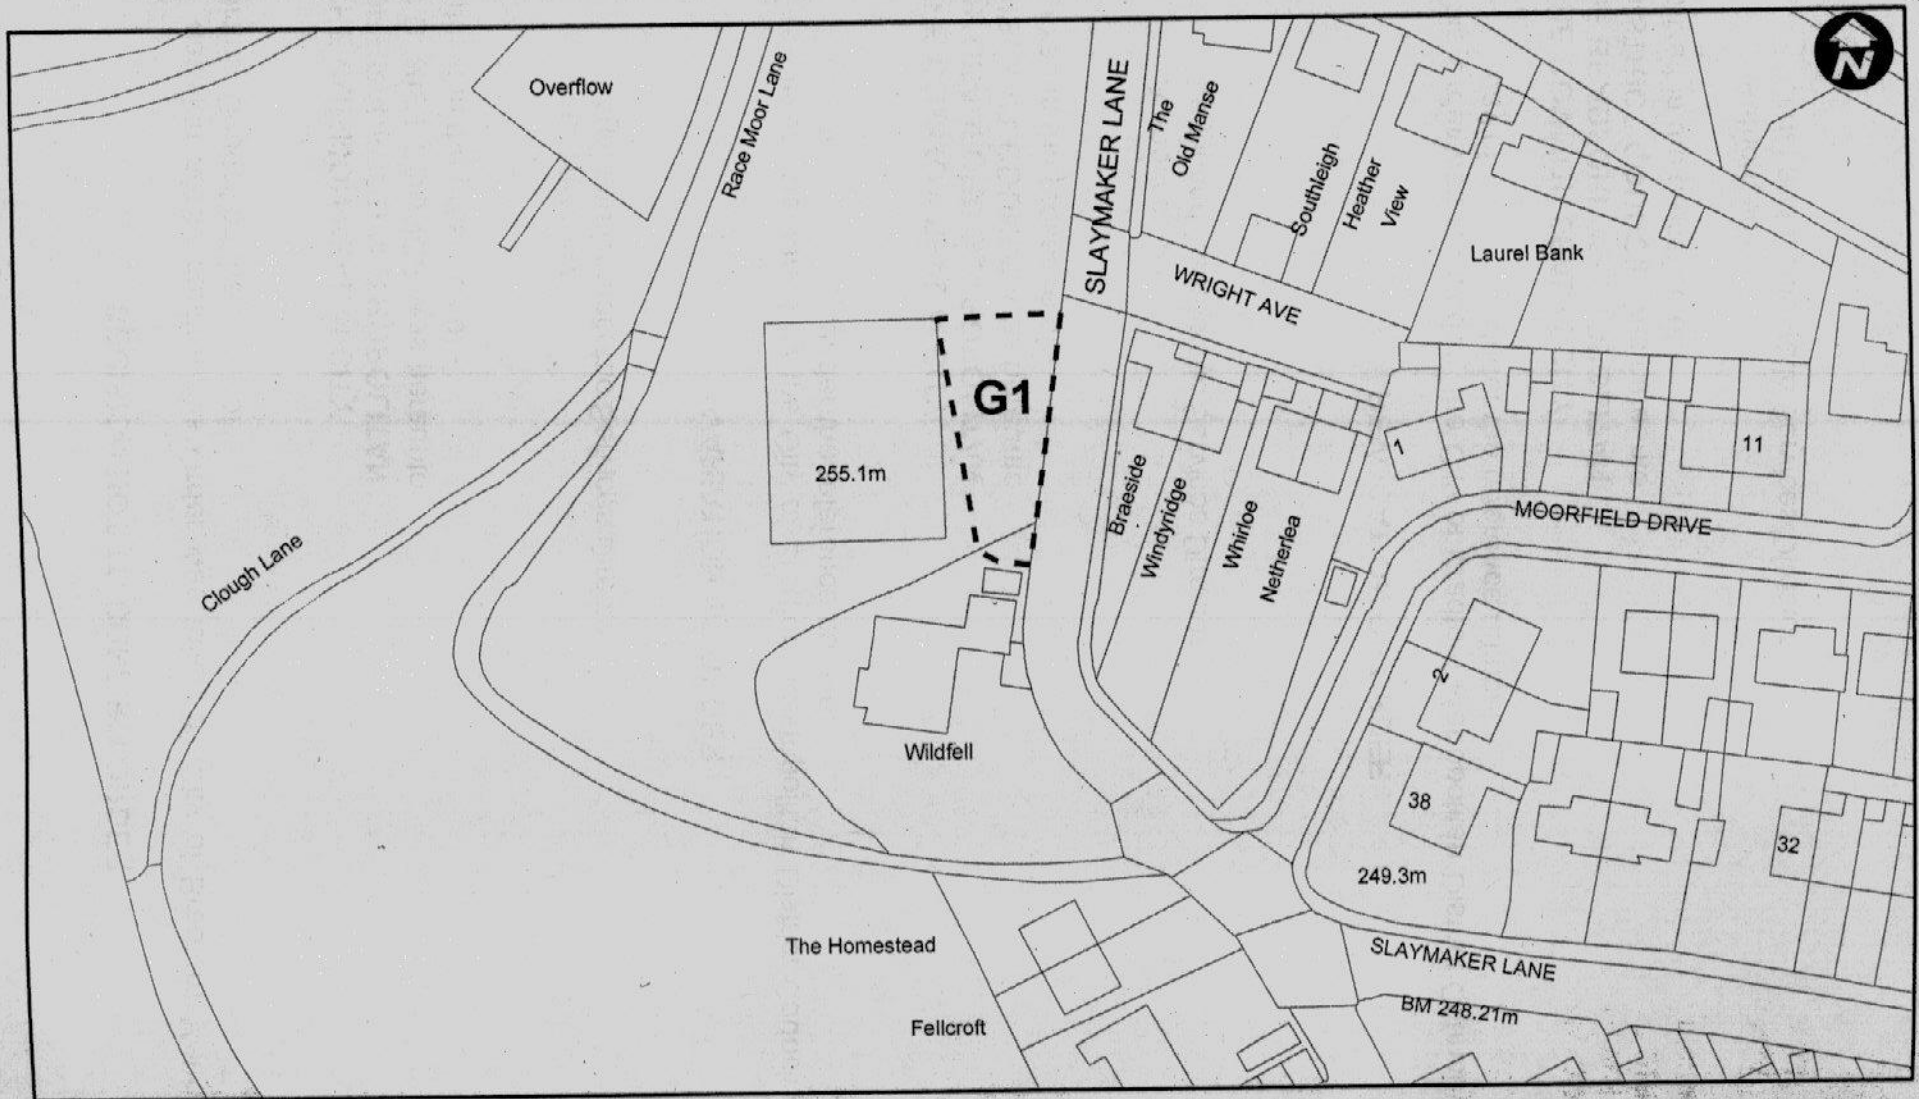 N
Overflow
Race Moor Lane
SLAYMAKER LANE
The
Old Manse
Southleigh
Heather
View
Laurel Bank
WRIGHT AVE
G1
255.1m
Clough Lane
Braeside
Windyridge
Whirloe
Netherlea
1
11
MOORFIELD DRIVE
2
Wildfell
38
32
249.3m
The Homestead
SLAYMAKER LANE
BM 248.21m
Fellcroft